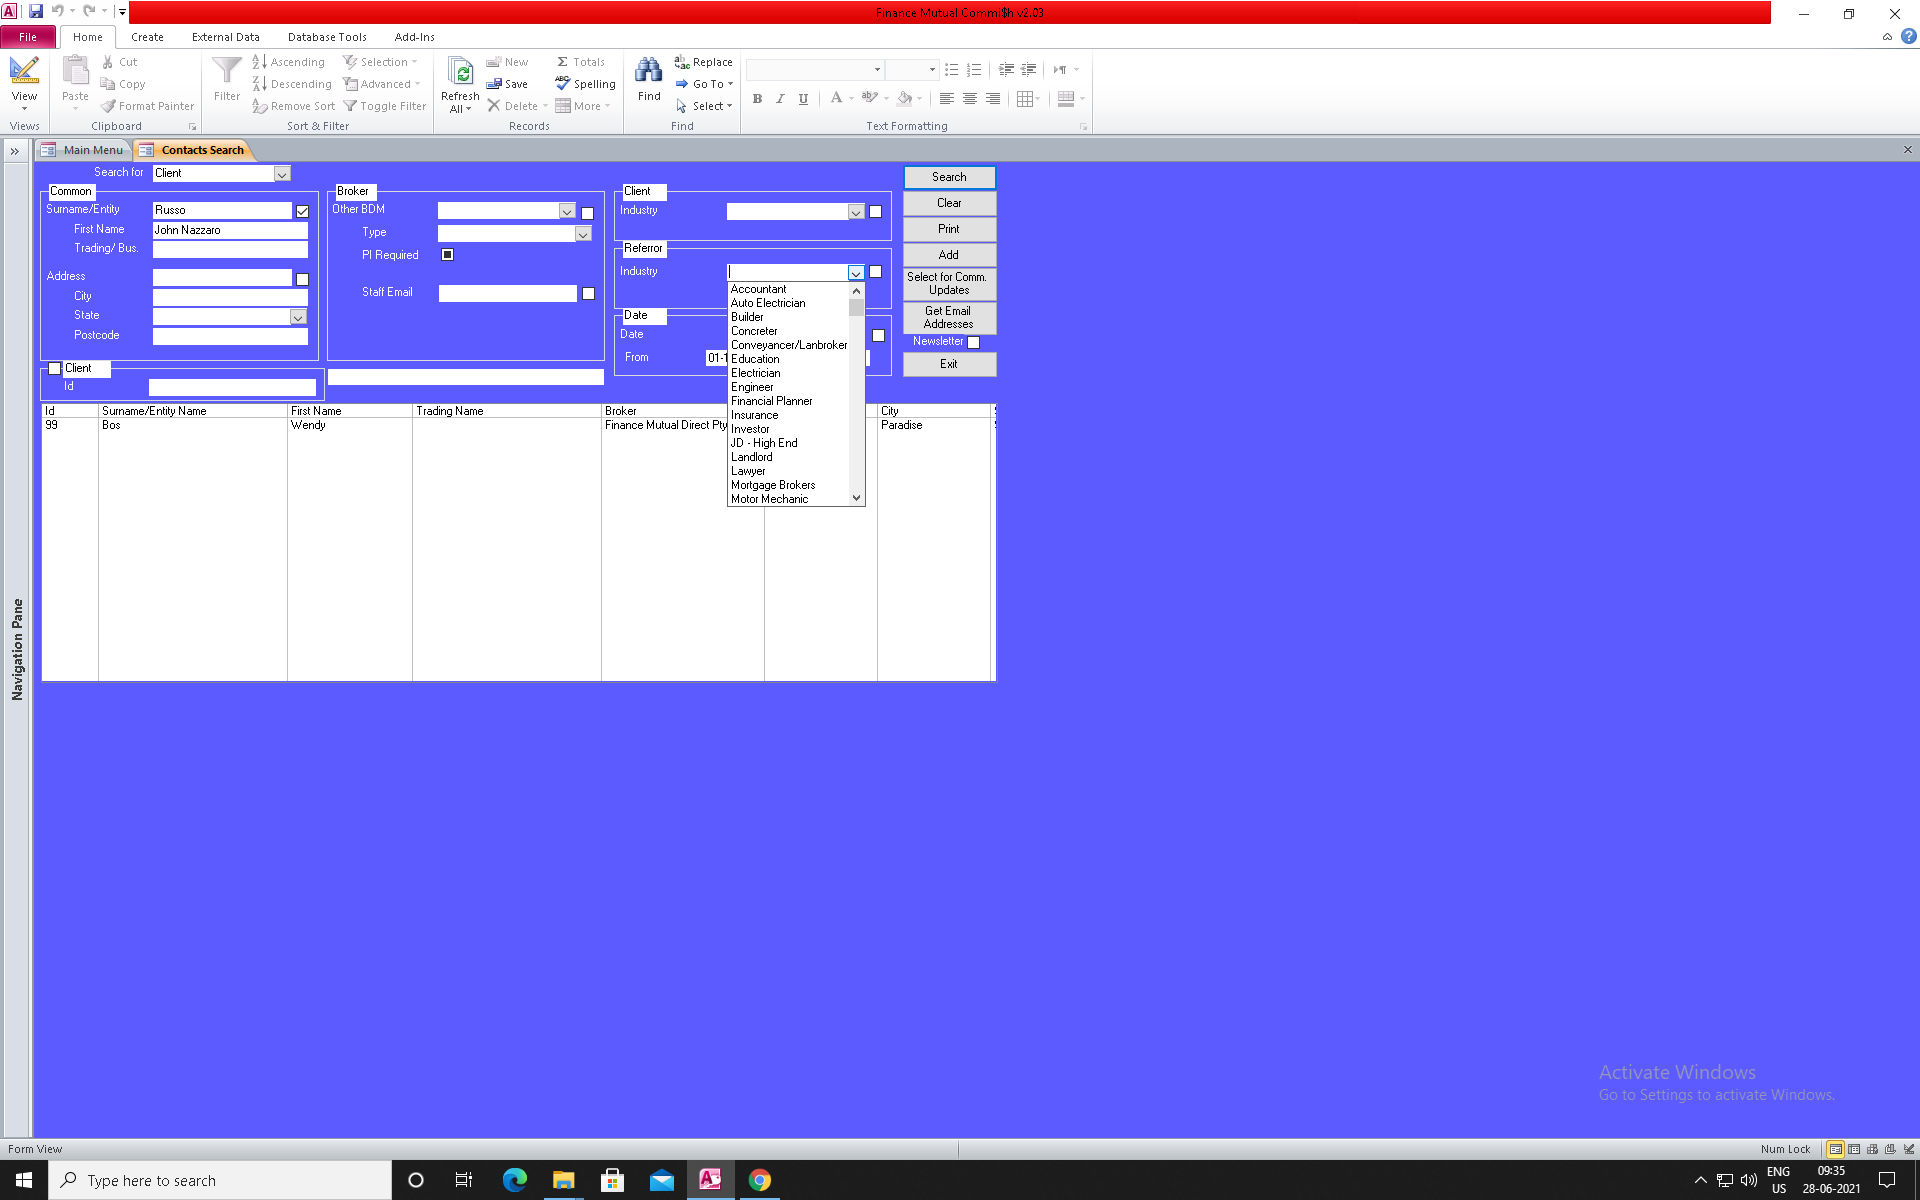 Finance Mutual Commi$h v2.03
File Home Create External Data Database Tools Add-Ins
View
Views
Paste
Cut
Copy
Format Painter
Clipboard
Filter
Ascending
Descending
Remove Sort
Selection
Advanced
Toggle Filter
Sort & Filter
Refresh
All
New
Save
Delete
Totals
Spelling
More
Records
Find
Replace
Go To
Select
Find
B I U A
Text Formatting
Main Menu Contacts Search
Search for Client
Common
Surname/Entity Russo
First Name John Nazzaro
Trading/ Bus.
Address
City
State
Postcode
Client
Id
Broker
Other BDM
Type
PI Required
Staff Email
Client
Industry
Referror
Industry
Accountant
Auto Electrician
Builder
Concreter
Conveyancer/Lanbroker
Education
Electrician
Engineer
Financial Planner
Insurance
Investor
JD - High End
Landlord
Lawyer
Mortgage Brokers
Motor Mechanic
Date
Date
From
Search
Clear
Print
Add
Select for Comm.
Updates
Get Email
Addresses
Newsletter
Exit
Id Surname/Entity Name First Name Trading Name Broker City
99 Bos Wendy Finance Mutual Direct Pty Paradise
Navigation Pane
Activate Windows
Go to Settings to activate Windows.
Form View Num Lock
Type here to search
ENG
US
09:35
28-06-2021